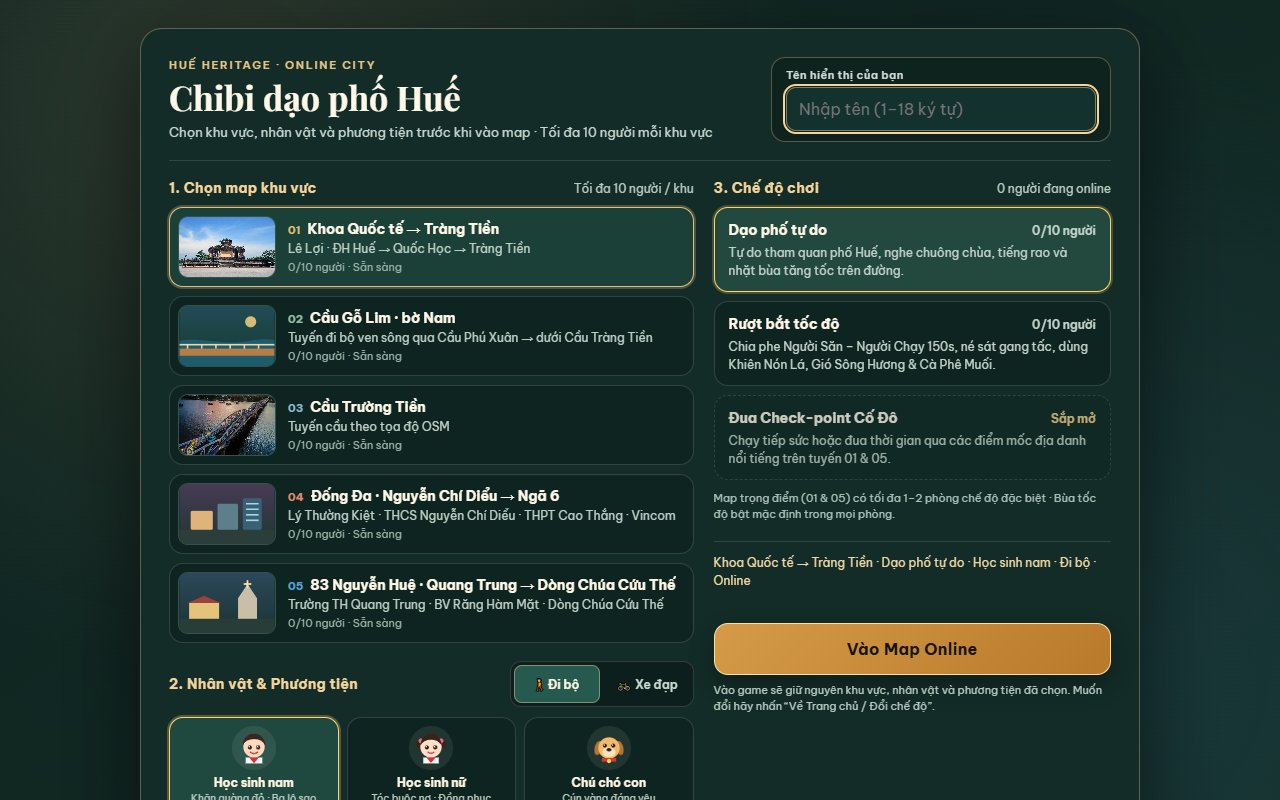 HUẾ HERITAGE · ONLINE CITY
Chibi dạo phố Huế
Chọn khu vực, nhân vật và phương tiện trước khi vào map · Tối đa 10 người mỗi khu vực
Tên hiển thị của bạn
Nhập tên (1–18 ký tự)
1. Chọn map khu vực
Tối đa 10 người / khu
01 Khoa Quốc tế → Tràng Tiền
Lê Lợi · ĐH Huế → Quốc Học → Tràng Tiền
0/10 người · Sẵn sàng
02 Cầu Gỗ Lim · bờ Nam
Tuyến đi bộ ven sông qua Cầu Phú Xuân → dưới Cầu Tràng Tiền
0/10 người · Sẵn sàng
03 Cầu Trường Tiền
Tuyến cầu theo tọa độ OSM
0/10 người · Sẵn sàng
04 Đống Đa · Nguyễn Chí Diểu → Ngã 6
Lý Thường Kiệt · THCS Nguyễn Chí Diểu · THPT Cao Thắng · Vincom
0/10 người · Sẵn sàng
05 83 Nguyễn Huệ · Quang Trung → Dòng Chúa Cứu Thế
Trường TH Quang Trung · BV Răng Hàm Mặt · Dòng Chúa Cứu Thế
0/10 người · Sẵn sàng
2. Nhân vật & Phương tiện
Đi bộ
Xe đạp
Học sinh nam
Khăn quàng đỏ · Ba lô sao
Học sinh nữ
Tóc buộc nơ · Đồng phục
Chú chó con
Cún vàng đáng yêu
3. Chế độ chơi
0 người đang online
Dạo phố tự do
0/10 người
Tự do tham quan phố Huế, nghe chuông chùa, tiếng rao và
nhặt bùa tăng tốc trên đường.
Rượt bắt tốc độ
0/10 người
Chia phe Người Săn – Người Chạy 150s, né sát gang tấc, dùng
Khiên Nón Lá, Gió Sông Hương & Cà Phê Muối.
Đua Check-point Cố Đô
Sắp mở
Chạy tiếp sức hoặc đua thời gian qua các điểm mốc địa danh
nổi tiếng trên tuyến 01 & 05.
Map trọng điểm (01 & 05) có tối đa 1–2 phòng chế độ đặc biệt · Bùa tốc
độ bật mặc định trong mọi phòng.
Khoa Quốc tế → Tràng Tiền · Dạo phố tự do · Học sinh nam · Đi bộ ·
Online
Vào Map Online
Vào game sẽ giữ nguyên khu vực, nhân vật và phương tiện đã chọn. Muốn
đổi hãy nhấn "Về Trang chủ / Đổi chế độ".